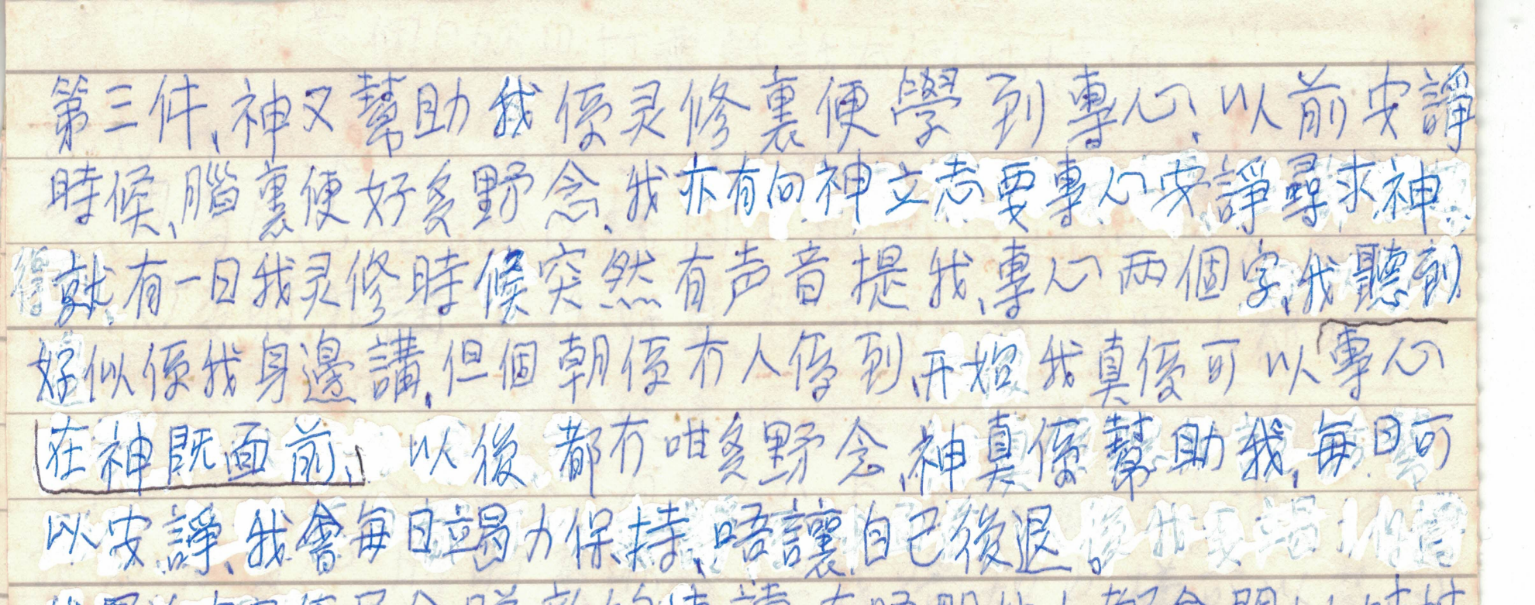 第三件、神又幫助我係灵修裏便學到專心、以前安諍
時候、腦裏便好多野念、我亦有向神立志要專心安諍尋求神、
後就、有一日我灵修時候突然有声音提我、專心两個字、我聽到
好似係我身邊講、但個朝係冇人係到、开始我真係可以專心
在神既面前、以後都冇咁多野念、神真係幫助我、每日可
以安諍、我會每日竭力保持、唔讓自己後退。